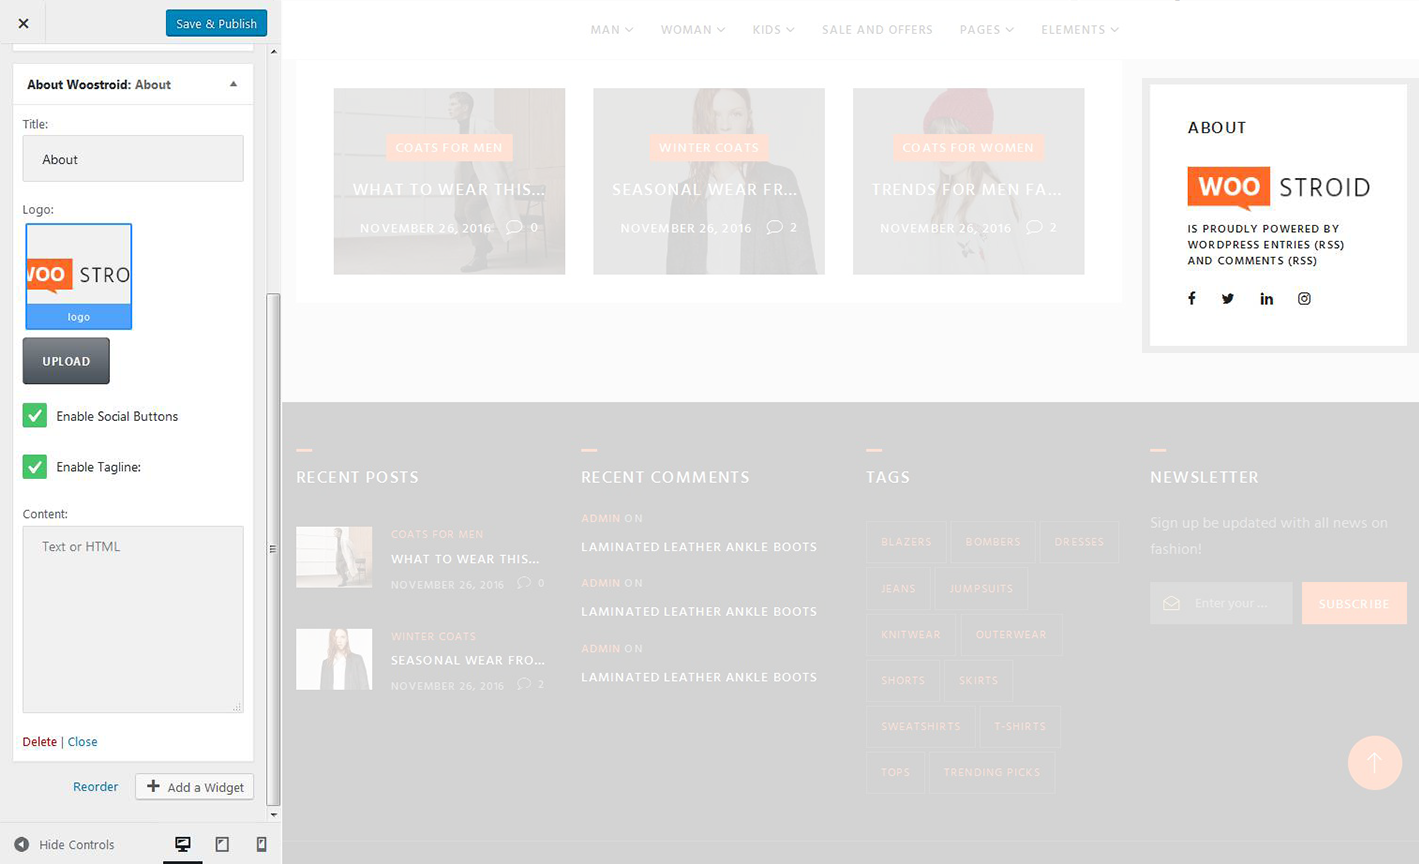 Save & Publish
About Woostroid: About
Title:
About
Logo:
WOO STRO
logo
UPLOAD
Enable Social Buttons
Enable Tagline:
Content:
Text or HTML
Delete | Close
Reorder
Add a Widget
Hide Controls
MAN WOMAN KIDS SALE AND OFFERS PAGES ELEMENTS
COATS FOR MEN
WHAT TO WEAR THIS...
NOVEMBER 26, 2016 0
WINTER COATS
SEASONAL WEAR FR...
NOVEMBER 26, 2016 2
COATS FOR WOMEN
TRENDS FOR MEN FA...
NOVEMBER 26, 2016 2
ABOUT
WOO STROID
IS PROUDLY POWERED BY
WORDPRESS ENTRIES (RSS)
AND COMMENTS (RSS)
RECENT POSTS
COATS FOR MEN
WHAT TO WEAR THIS...
NOVEMBER 26, 2016 0
WINTER COATS
SEASONAL WEAR FRO...
NOVEMBER 26, 2016 2
RECENT COMMENTS
ADMIN ON
LAMINATED LEATHER ANKLE BOOTS
ADMIN ON
LAMINATED LEATHER ANKLE BOOTS
ADMIN ON
LAMINATED LEATHER ANKLE BOOTS
TAGS
BLAZERS BOMBERS DRESSES
JEANS JUMPSUITS
KNITWEAR OUTERWEAR
SHORTS SKIRTS
SWEATSHIRTS T-SHIRTS
TOPS TRENDING PICKS
NEWSLETTER
Sign up be updated with all news on
fashion!
Enter your ... SUBSCRIBE